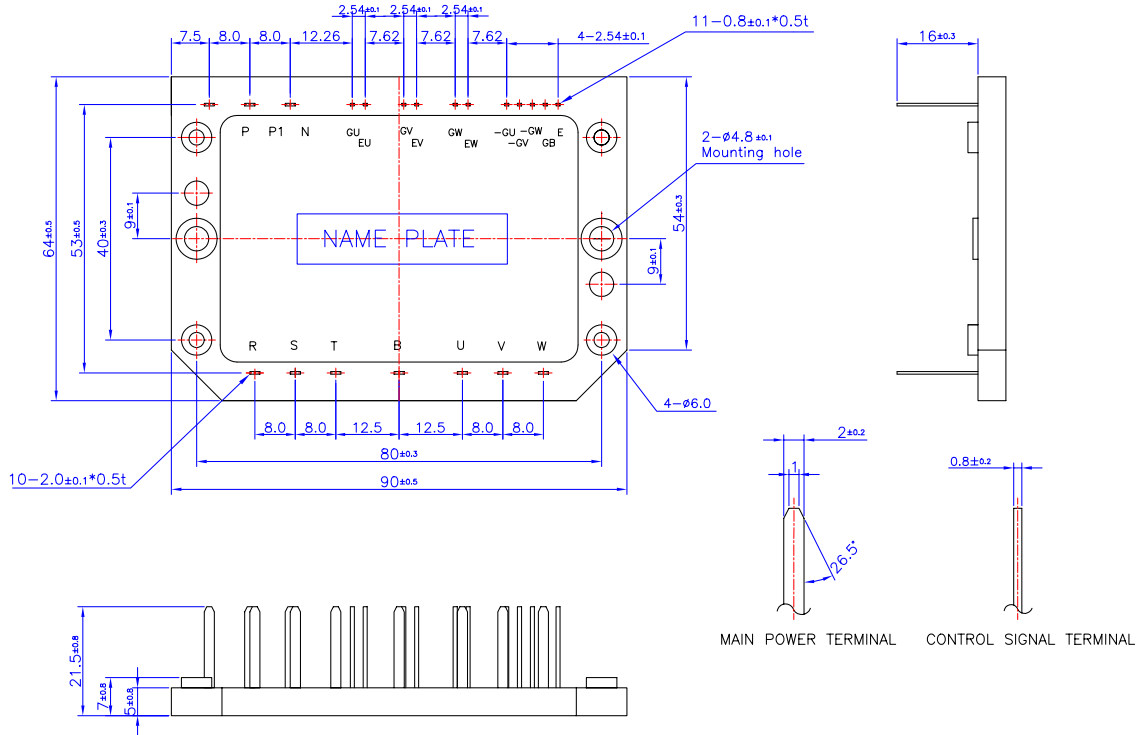 2.54±0.1 2.54±0.1 2.54±0.1
7.5 8.0 8.0 12.26 7.62 7.62 7.62 4-2.54±0.1
11-0.8±0.1*0.5t
16±0.3
P P1 N GU EU GV EV GW EW -GU -GV -GW GB E
2-ø4.8±0.1
Mounting hole
64±0.5
53±0.5
40±0.3
9±0.1
NAME PLATE
54±0.3
9±0.1
R S T B U V W
4-ø6.0
8.0 8.0 12.5 12.5 8.0 8.0
80±0.3
90±0.5
10-2.0±0.1*0.5t
2±0.2
1
26.5°
0.8±0.2
MAIN POWER TERMINAL
CONTROL SIGNAL TERMINAL
21.5±0.8
7±0.8
5±0.8